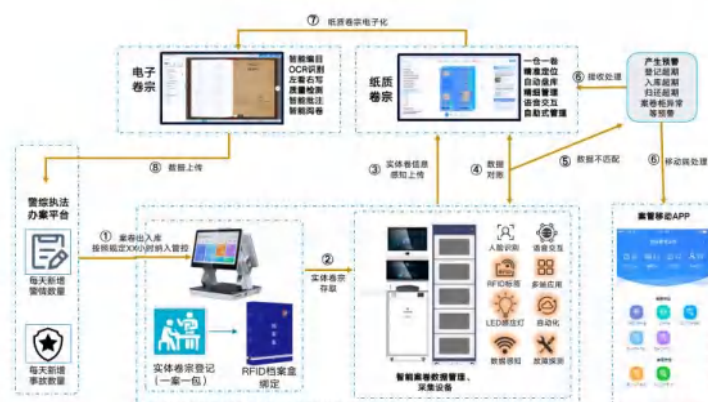 ⑦ 纸质卷宗电子化
电子
卷宗
智能编目
OCR识别
左看右写
质量检测
智能批注
智能阅卷
纸质
卷宗
一仓一卷
精准定位
自动盘库
精细管理
语音交互
自助式管理
⑥ 接收处理
产生预警
登记超期
入库超期
归还超期
案卷柜异常
等预警
⑧ 数据上传
③ 实体卷信息
感知上传
④ 数据
对账
⑤ 数据不匹配
⑥ 移动端处理
警综执法
办案平台
每天新增
警情数量
每天新增
事故数量
① 案卷出入库
按照规定XX小时纳入管控
实体卷宗登记
(一案一包)
RFID档案盒
绑定
② 实体卷宗
存取
人脸识别
语音交互
RFID标签
多端应用
LED感应灯
自动化
数据感知
故障探测
智能案卷数据管理、
采集设备
案管移动APP